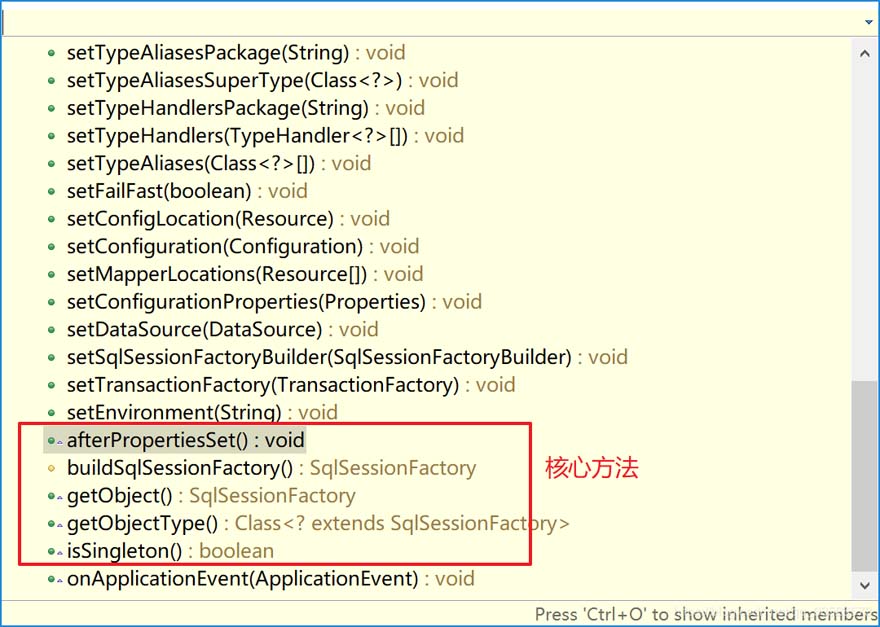 setTypeAliasesPackage(String) : void
setTypeAliasesSuperType(Class<?>) : void
setTypeHandlersPackage(String) : void
setTypeHandlers(TypeHandler<?>[]) : void
setTypeAliases(Class<?>[]) : void
setFailFast(boolean) : void
setConfigLocation(Resource) : void
setConfiguration(Configuration) : void
setMapperLocations(Resource[]) : void
setConfigurationProperties(Properties) : void
setDataSource(DataSource) : void
setSqlSessionFactoryBuilder(SqlSessionFactoryBuilder) : void
setTransactionFactory(TransactionFactory) : void
setEnvironment(String) : void
afterPropertiesSet() : void
buildSqlSessionFactory() : SqlSessionFactory
核心方法
getObject() : SqlSessionFactory
getObjectType() : Class<? extends SqlSessionFactory>
isSingleton() : boolean
onApplicationEvent(ApplicationEvent) : void
Press 'Ctrl+O' to show inherited members